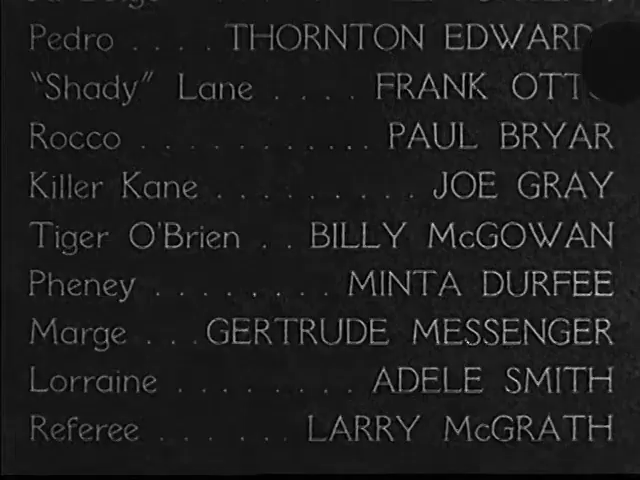 Pedro . . . . THORNTON EDWARD
"Shady" Lane . . . . FRANK OTT
Rocco . . . . . . . . . . . PAUL BRYAR
Killer Kane . . . . . . . . . . JOE GRAY
Tiger O'Brien . . BILLY McGOWAN
Pheney . . . . . . . . MINTA DURFEE
Marge . . . GERTRUDE MESSENGER
Lorraine . . . . . . . . ADELE SMITH
Referee . . . . . . LARRY McGRATH